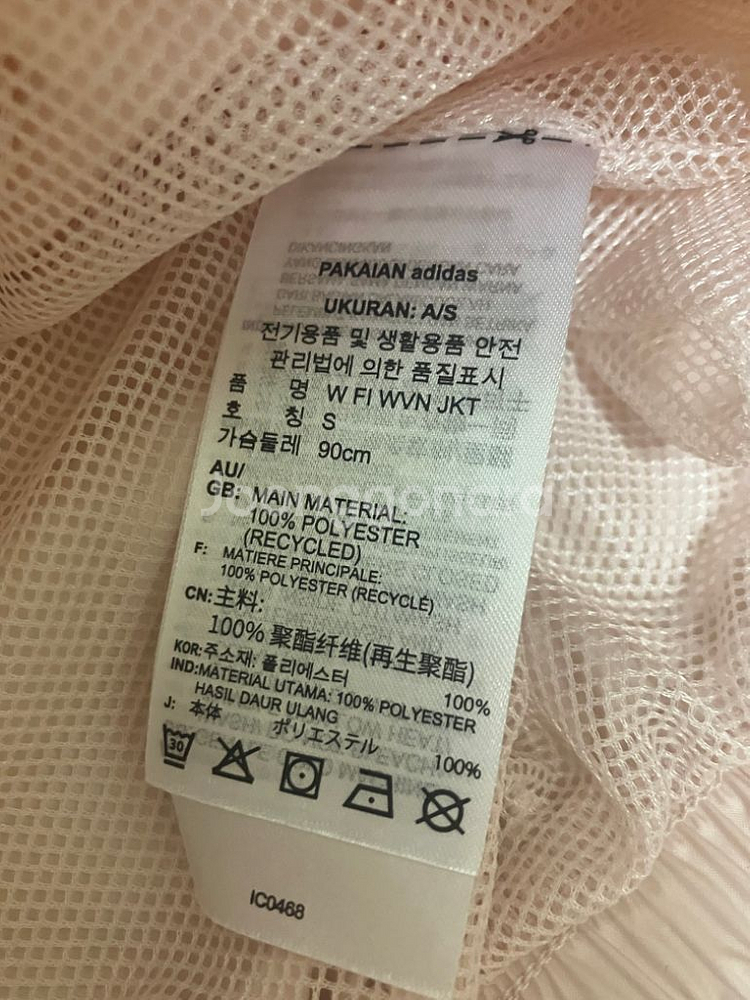 PAKAIAN adidas
UKURAN: A/S
전기용품 및 생활용품 안전
관리법에 의한 품질표시
품 명 W FI WVN JKT
호 칭 S
가슴둘레 90cm
AU/
GB: MAIN MATERIAL:
100% POLYESTER
(RECYCLED)
F: MATIERE PRINCIPALE:
100% POLYESTER (RECYCLÉ)
CN: 主料:
100% 聚酯纤维(再生聚酯)
KOR: 주소재: 폴리에스터 100%
IND: MATERIAL UTAMA: 100% POLYESTER
HASIL DAUR ULANG
J: 本体 ポリエステル 100%
30
IC0468